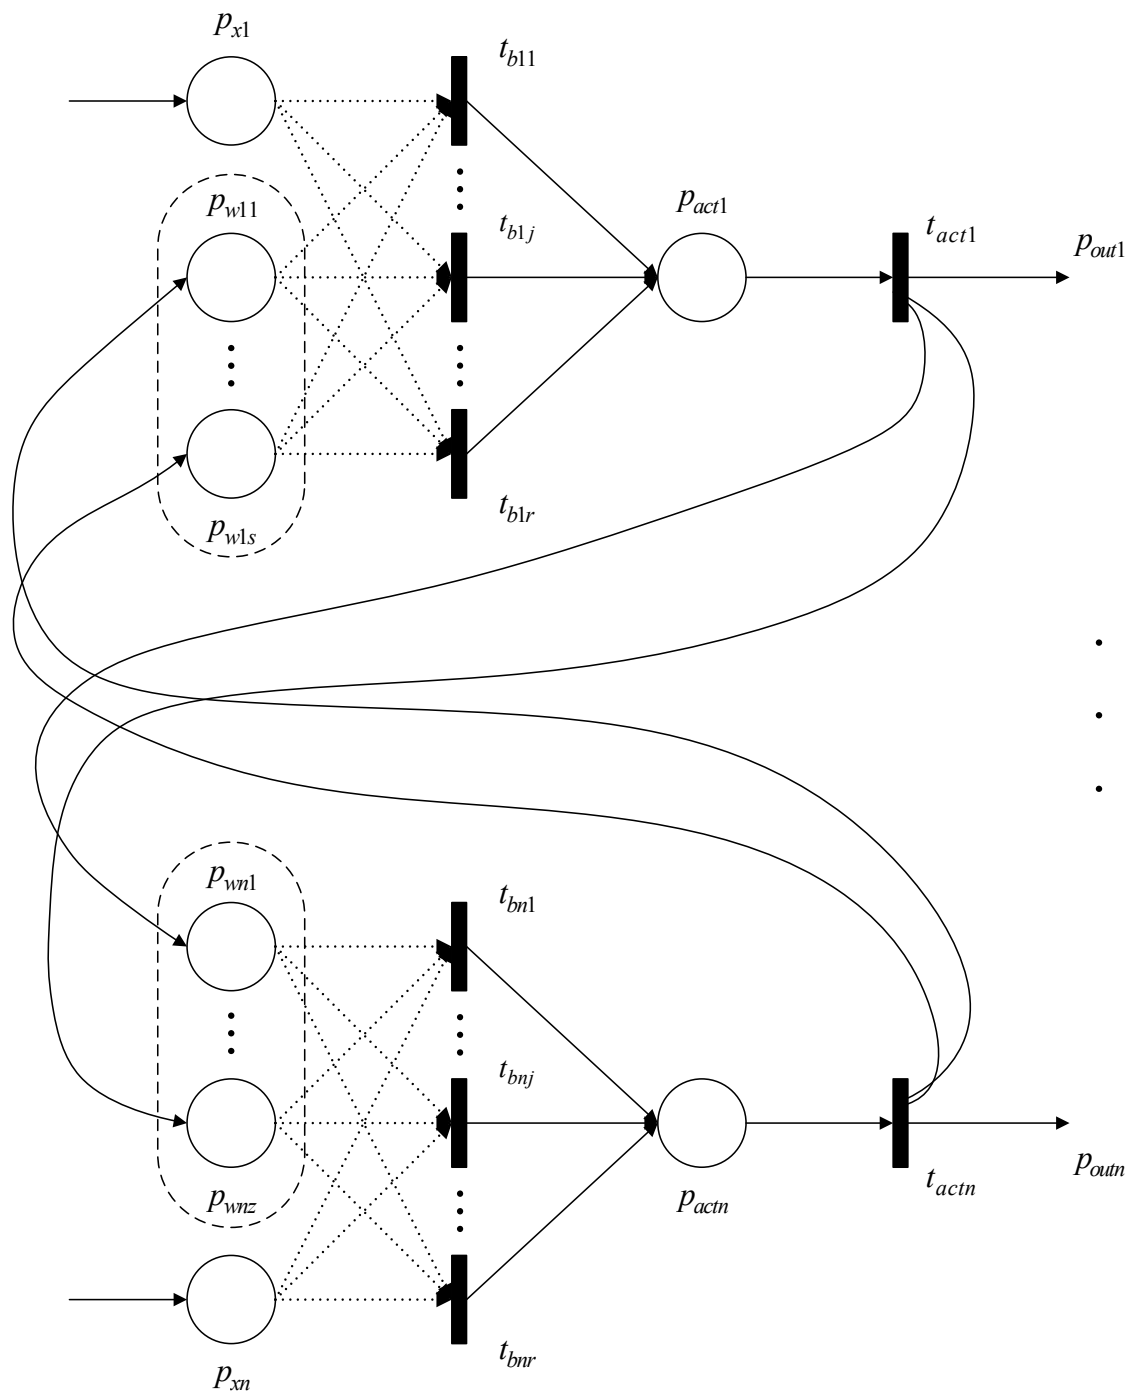 p_{x1}
t_{b11}
p_{w11}
p_{act1}
t_{b1j}
t_{act1}
p_{out1}
t_{b1r}
p_{w1s}
p_{wn1}
t_{bn1}
t_{bnj}
p_{wnz}
p_{actn}
t_{actn}
p_{outn}
t_{bnr}
p_{xn}